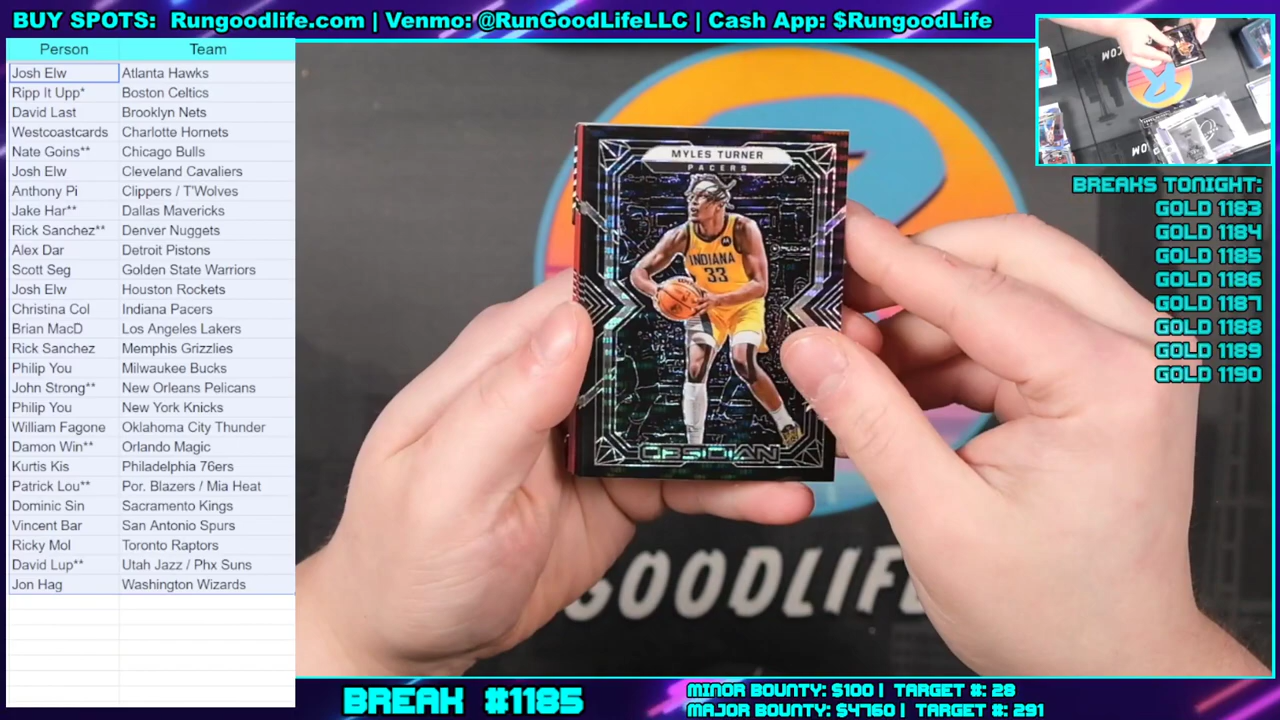 BUY SPOTS: Rungoodlife.com | Venmo: @RunGoodLifeLLC | Cash App: $RungoodLife
Person Team
Josh Elw Atlanta Hawks
Ripp It Upp* Boston Celtics
David Last Brooklyn Nets
Westcoastcards Charlotte Hornets
Nate Goins** Chicago Bulls
Josh Elw Cleveland Cavaliers
Anthony Pi Clippers / T'Wolves
Jake Har** Dallas Mavericks
Rick Sanchez** Denver Nuggets
Alex Dar Detroit Pistons
Scott Seg Golden State Warriors
Josh Elw Houston Rockets
Christina Col Indiana Pacers
Brian MacD Los Angeles Lakers
Rick Sanchez Memphis Grizzlies
Philip You Milwaukee Bucks
John Strong** New Orleans Pelicans
Philip You New York Knicks
William Fagone Oklahoma City Thunder
Damon Win** Orlando Magic
Kurtis Kis Philadelphia 76ers
Patrick Lou** Por. Blazers / Mia Heat
Dominic Sin Sacramento Kings
Vincent Bar San Antonio Spurs
Ricky Mol Toronto Raptors
David Lup** Utah Jazz / Phx Suns
Jon Hag Washington Wizards
MYLES TURNER
PACERS
INDIANA
33
OBSIDIAN
GOODLIFE
BREAKS TONIGHT:
GOLD 1183
GOLD 1184
GOLD 1185
GOLD 1186
GOLD 1187
GOLD 1188
GOLD 1189
GOLD 1190
BREAK #1185
MINOR BOUNTY: $100 | TARGET #: 28
MAJOR BOUNTY: $4760 | TARGET #: 291